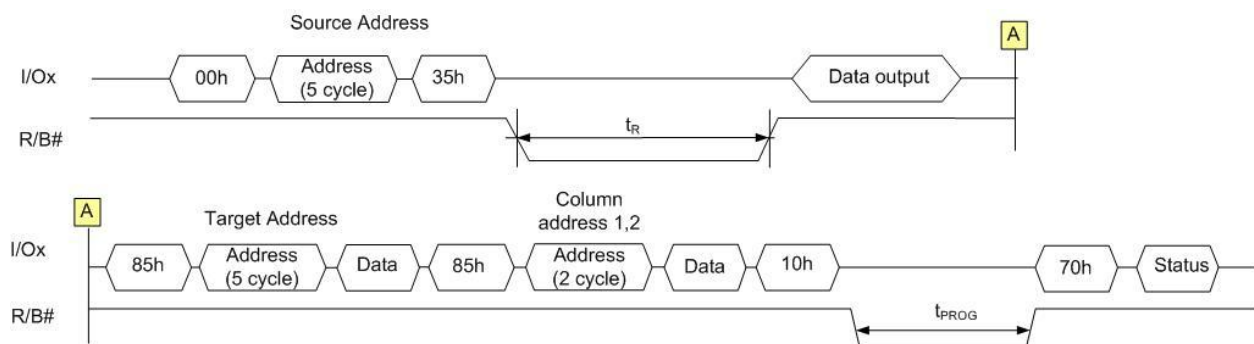 Source Address
A
I/Ox
00h
Address
(5 cycle)
35h
Data output
R/B#
tR
A
Target Address
Column
address 1,2
I/Ox
85h
Address
(5 cycle)
Data
85h
Address
(2 cycle)
Data
10h
70h
Status
R/B#
tPROG